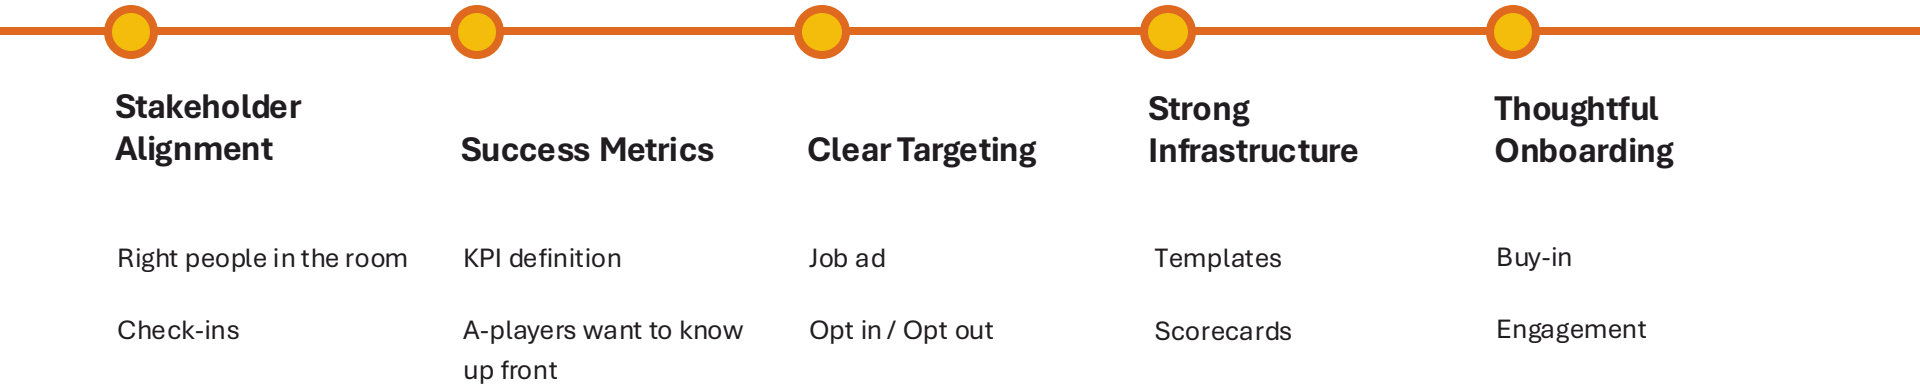 Stakeholder
Alignment
Right people in the room
Check-ins
Success Metrics
KPI definition
A-players want to know
up front
Clear Targeting
Job ad
Opt in / Opt out
Strong
Infrastructure
Templates
Scorecards
Thoughtful
Onboarding
Buy-in
Engagement